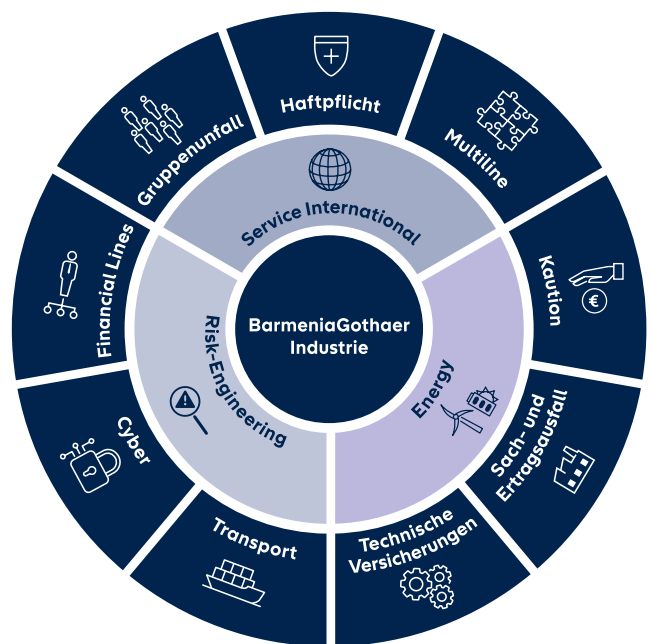 Haftpflicht
Multiline
Kaution
Sach- und
Ertragsausfall
Technische
Versicherungen
Transport
Cyber
Financial Lines
Gruppenunfall
Service International
Energy
Risk-Engineering
BarmeniaGothaer
Industrie
€